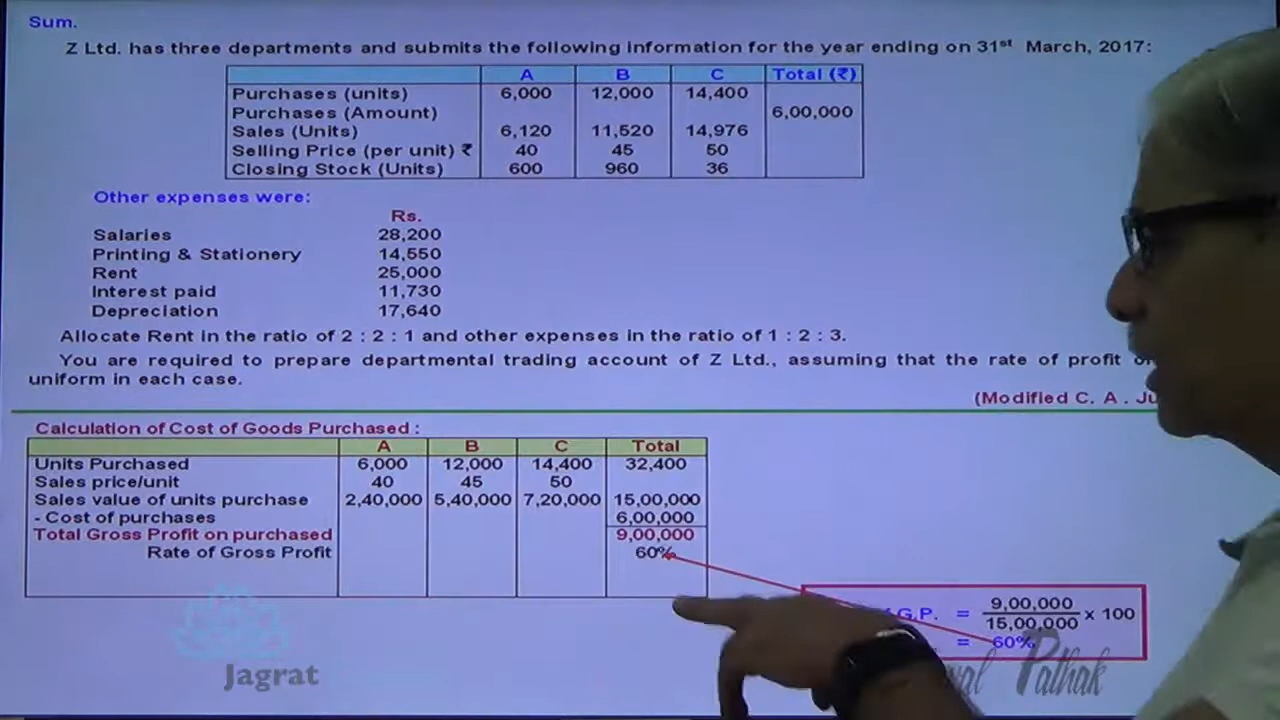 Sum.
Z Ltd. has three departments and submits the following information for the year ending on 31st March, 2017:
A B C Total (₹)
Purchases (units) 6,000 12,000 14,400
Purchases (Amount) 6,00,000
Sales (Units) 6,120 11,520 14,976
Selling Price (per unit) ₹ 40 45 50
Closing Stock (Units) 600 960 36
Other expenses were:
Rs.
Salaries 28,200
Printing & Stationery 14,550
Rent 25,000
Interest paid 11,730
Depreciation 17,640
Allocate Rent in the ratio of 2 : 2 : 1 and other expenses in the ratio of 1 : 2 : 3.
You are required to prepare departmental trading account of Z Ltd., assuming that the rate of profit
uniform in each case.
(Modified C. A .
Calculation of Cost of Goods Purchased :
A B C Total
Units Purchased 6,000 12,000 14,400 32,400
Sales price/unit 40 45 50
Sales value of units purchase 2,40,000 5,40,000 7,20,000 15,00,000
- Cost of purchases 6,00,000
Total Gross Profit on purchased 9,00,000
Rate of Gross Profit 60%
G.P. = 9,00,000
15,00,000 x 100
= 60%
Jagrat
Pathak